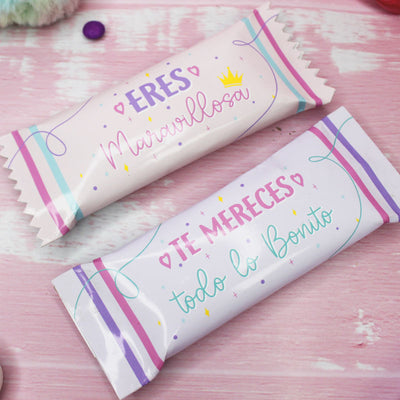 ERES
Maravillosa
TE MERECES
todo lo Bonito